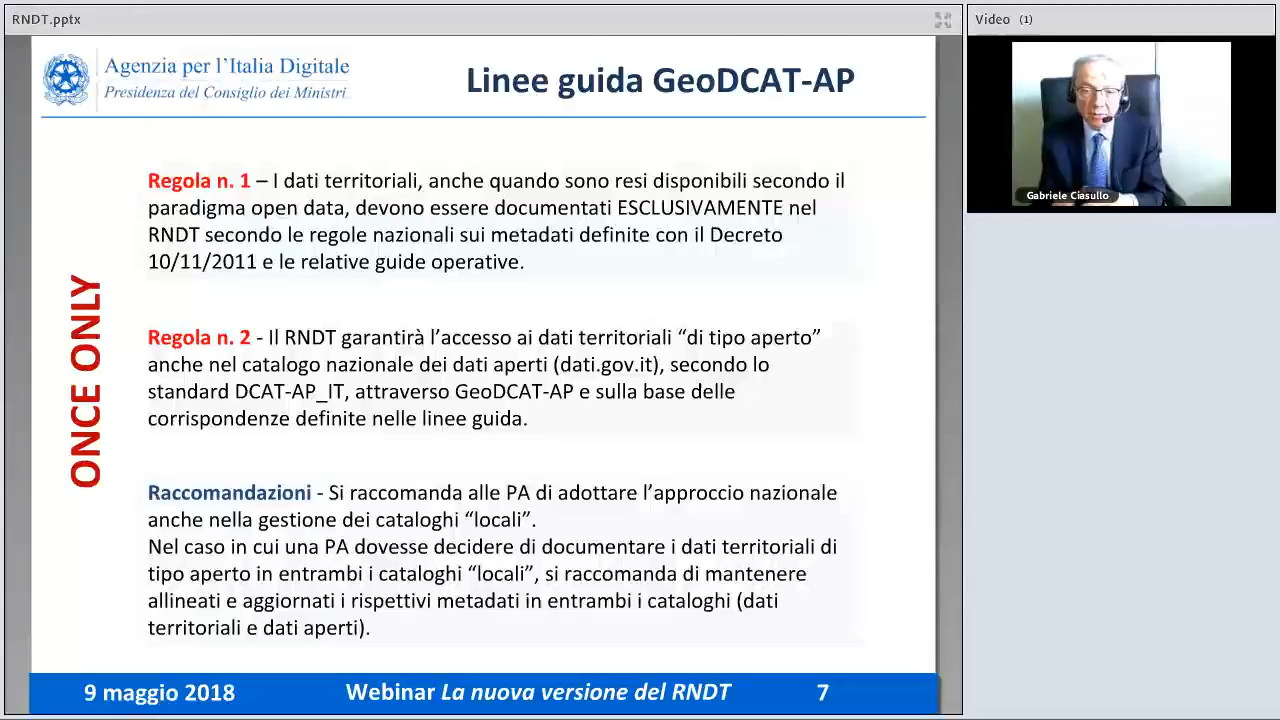 RNDT.pptx
Video (1)
Agenzia per l'Italia Digitale
Presidenza del Consiglio dei Ministri
Linee guida GeoDCAT-AP
Gabriele Ciasullo
ONCE ONLY
Regola n. 1 – I dati territoriali, anche quando sono resi disponibili secondo il
paradigma open data, devono essere documentati ESCLUSIVAMENTE nel
RNDT secondo le regole nazionali sui metadati definite con il Decreto
10/11/2011 e le relative guide operative.
Regola n. 2 - Il RNDT garantirà l’accesso ai dati territoriali “di tipo aperto”
anche nel catalogo nazionale dei dati aperti (dati.gov.it), secondo lo
standard DCAT-AP_IT, attraverso GeoDCAT-AP e sulla base delle
corrispondenze definite nelle linee guida.
Raccomandazioni - Si raccomanda alle PA di adottare l’approccio nazionale
anche nella gestione dei cataloghi “locali”.
Nel caso in cui una PA dovesse decidere di documentare i dati territoriali di
tipo aperto in entrambi i cataloghi “locali”, si raccomanda di mantenere
allineati e aggiornati i rispettivi metadati in entrambi i cataloghi (dati
territoriali e dati aperti).
9 maggio 2018
Webinar La nuova versione del RNDT
7